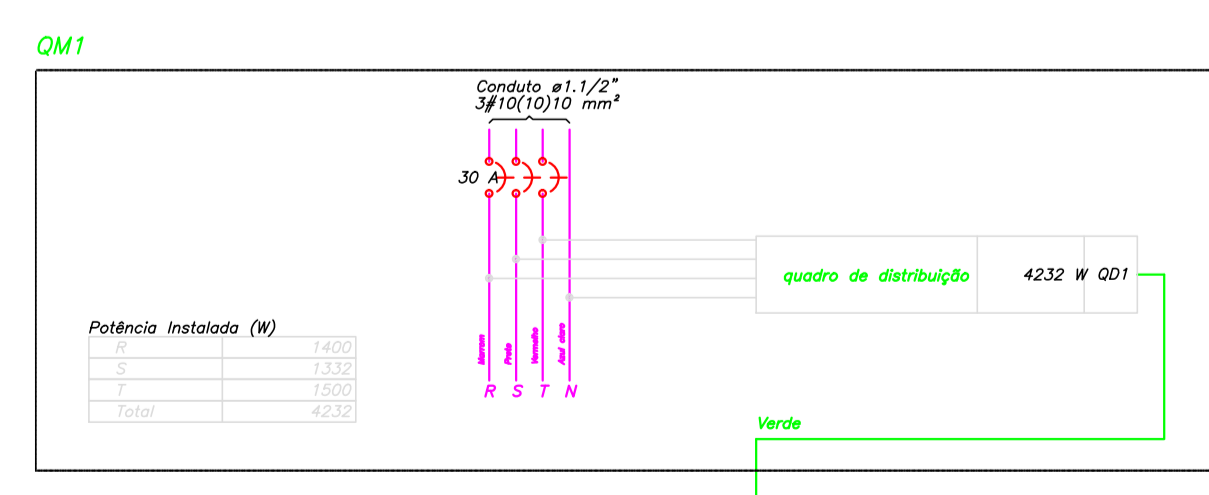 QM1
Conduto ø1.1/2"
3#10(10)10 mm²
30 A
quadro de distribuição 4232 W QD1
Potência Instalada (W)
R 1400
S 1332
T 1500
Total 4232
Marrom Preto Vermelho Azul claro
R S T N
Verde